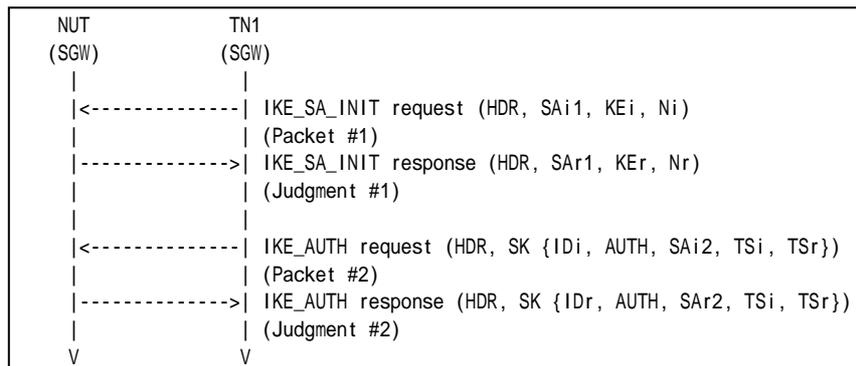 NUT TN1
(SGW) (SGW)
| |
|<--------------| IKE_SA_INIT request (HDR, SAi1, KEi, Ni)
| | (Packet #1)
|-------------->| IKE_SA_INIT response (HDR, SAr1, KEr, Nr)
| | (Judgment #1)
| |
|<--------------| IKE_AUTH request (HDR, SK {IDi, AUTH, SAi2, TSi, TSr})
| | (Packet #2)
|-------------->| IKE_AUTH response (HDR, SK {IDr, AUTH, SAr2, TSi, TSr})
| | (Judgment #2)
V V